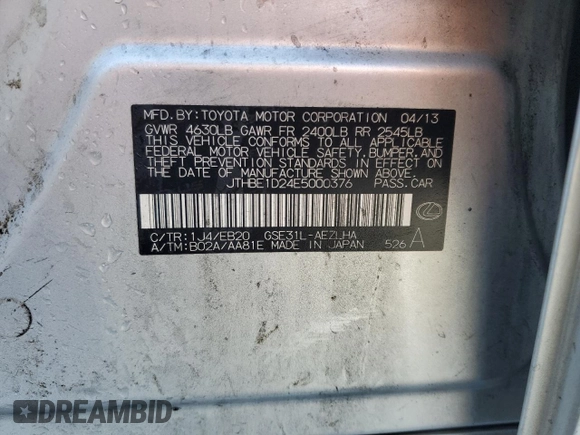 MFD. BY: TOYOTA MOTOR CORPORATION 04/13
GVWR 4630LB GAWR FR 2400LB RR 2545LB
THIS VEHICLE CONFORMS TO ALL APPLICABLE
FEDERAL MOTOR VEHICLE SAFETY, BUMPER, AND
THEFT PREVENTION STANDARDS IN EFFECT ON
THE DATE OF MANUFACTURE SHOWN ABOVE.
JTHBE1D24E5000376 PASS. CAR
C/TR: 1J4/EB20 GSE31L-AEZLHA
A/TM: B02A/AA81E MADE IN JAPAN 526 A
DREAMBID